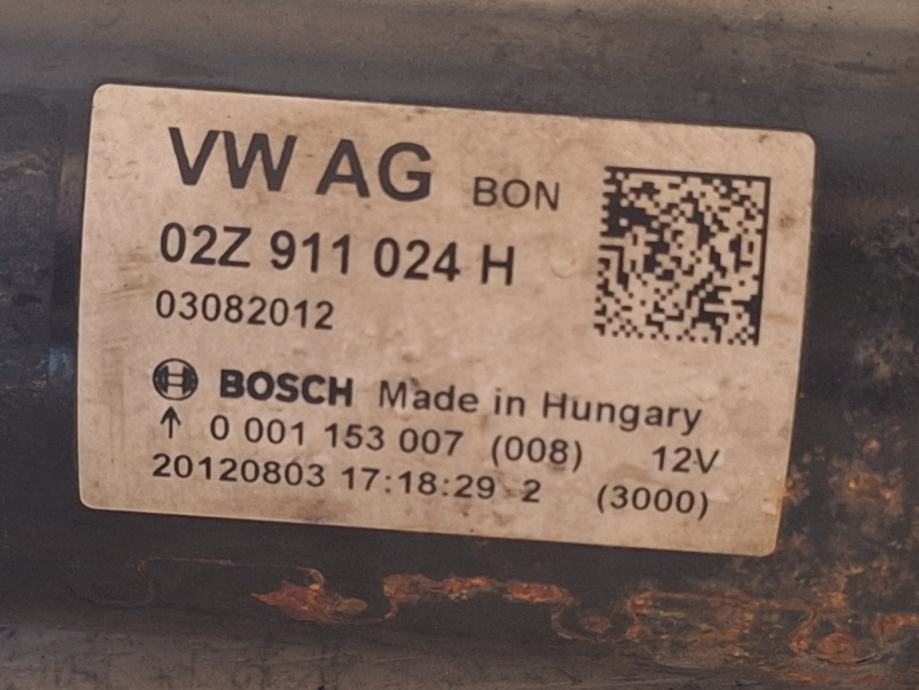 VW AG BON
02Z 911 024 H
03082012
BOSCH Made in Hungary
↑ 0 001 153 007 (008) 12V
20120803 17:18:29 2 (3000)